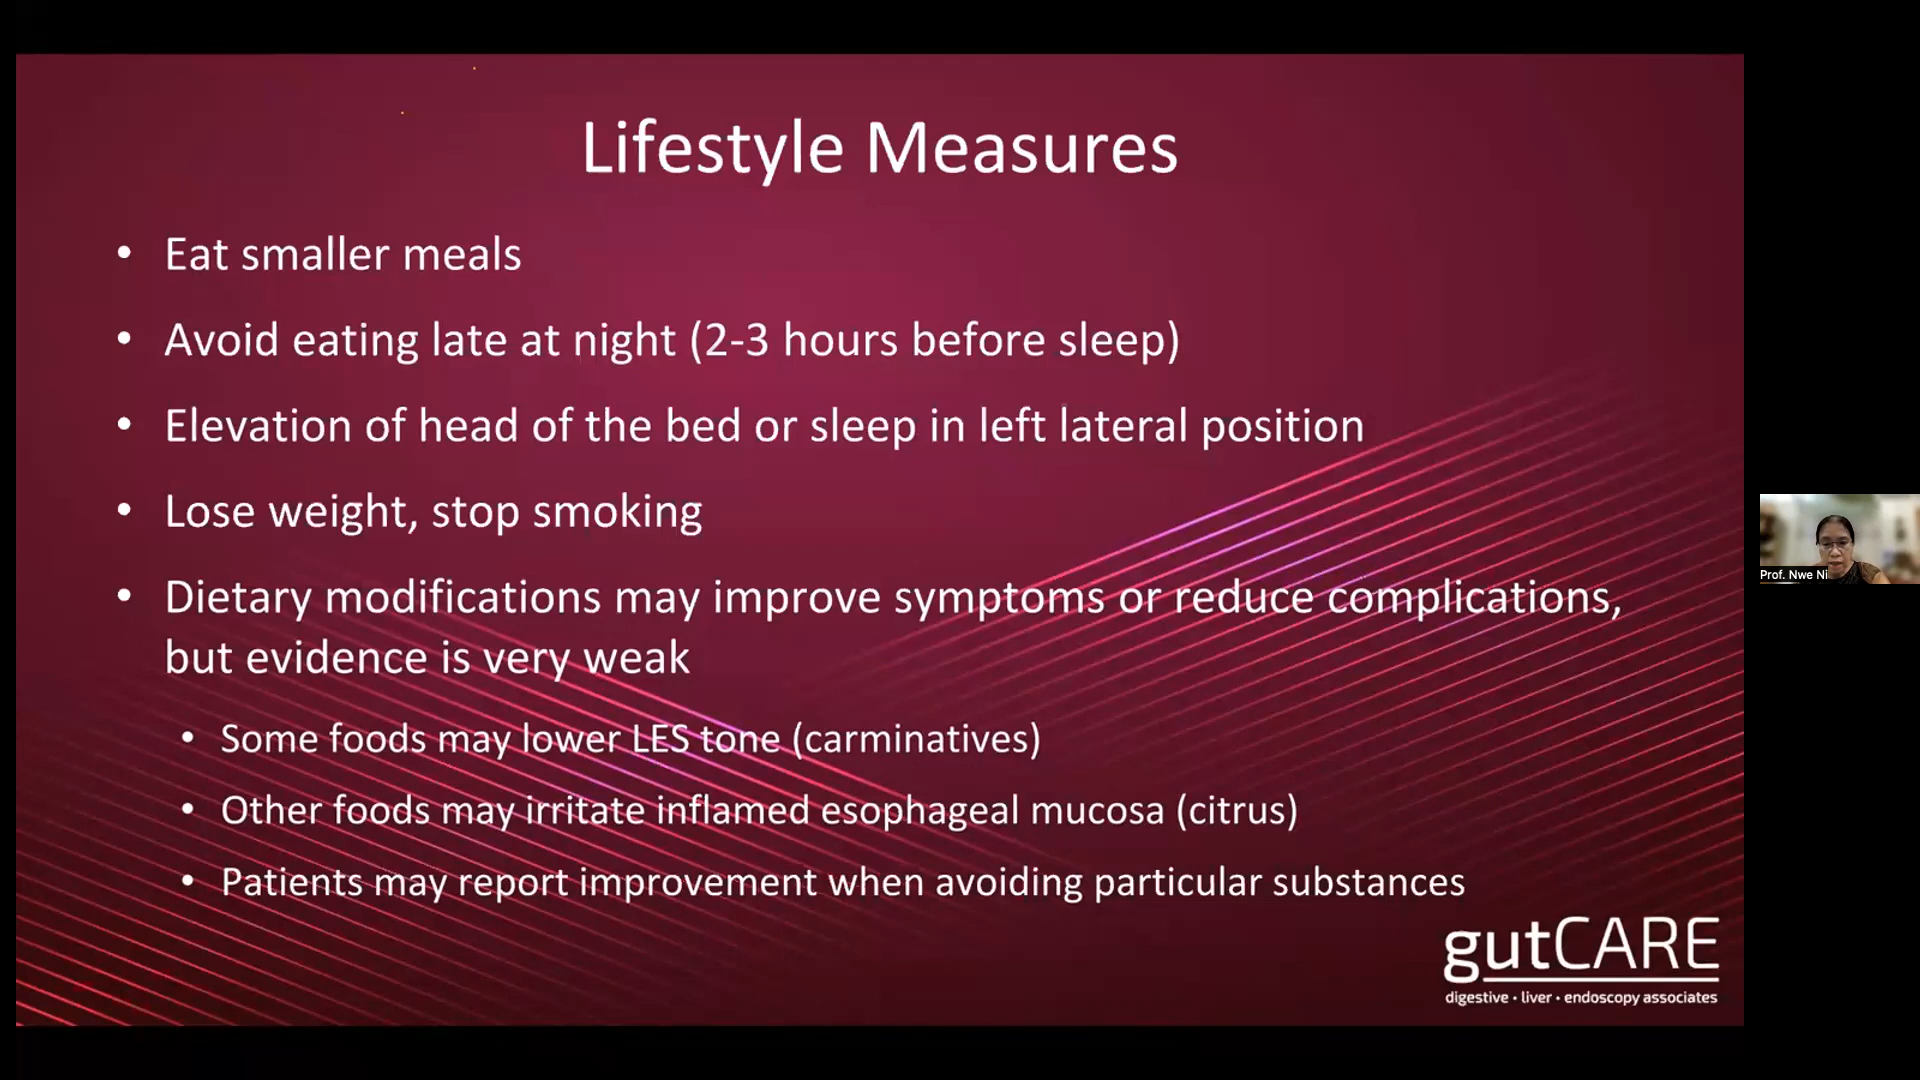 Lifestyle Measures
• Eat smaller meals
• Avoid eating late at night (2-3 hours before sleep)
• Elevation of head of the bed or sleep in left lateral position
• Lose weight, stop smoking
• Dietary modifications may improve symptoms or reduce complications,
but evidence is very weak
• Some foods may lower LES tone (carminatives)
• Other foods may irritate inflamed esophageal mucosa (citrus)
• Patients may report improvement when avoiding particular substances
gutCARE
digestive • liver • endoscopy associates
Prof. Nwe Ni